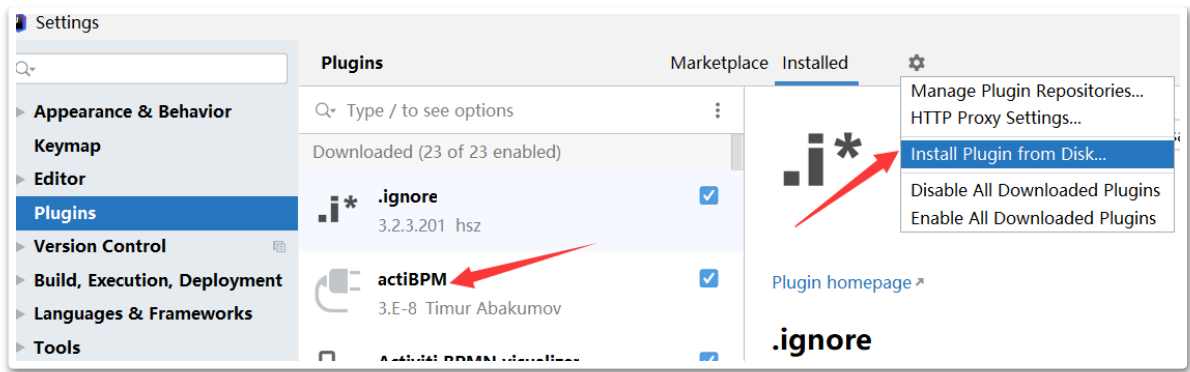 Settings
Plugins
Marketplace
Installed
Appearance & Behavior
Keymap
Editor
Plugins
Version Control
Build, Execution, Deployment
Languages & Frameworks
Tools
Type / to see options
Downloaded (23 of 23 enabled)
.i*
.ignore
3.2.3.201 hsz
actiBPM
3.E-8 Timur Abakumov
Activiti BPMN visualizer
Manage Plugin Repositories...
HTTP Proxy Settings...
Install Plugin from Disk...
Disable All Downloaded Plugins
Enable All Downloaded Plugins
.i*
Plugin homepage
.ignore